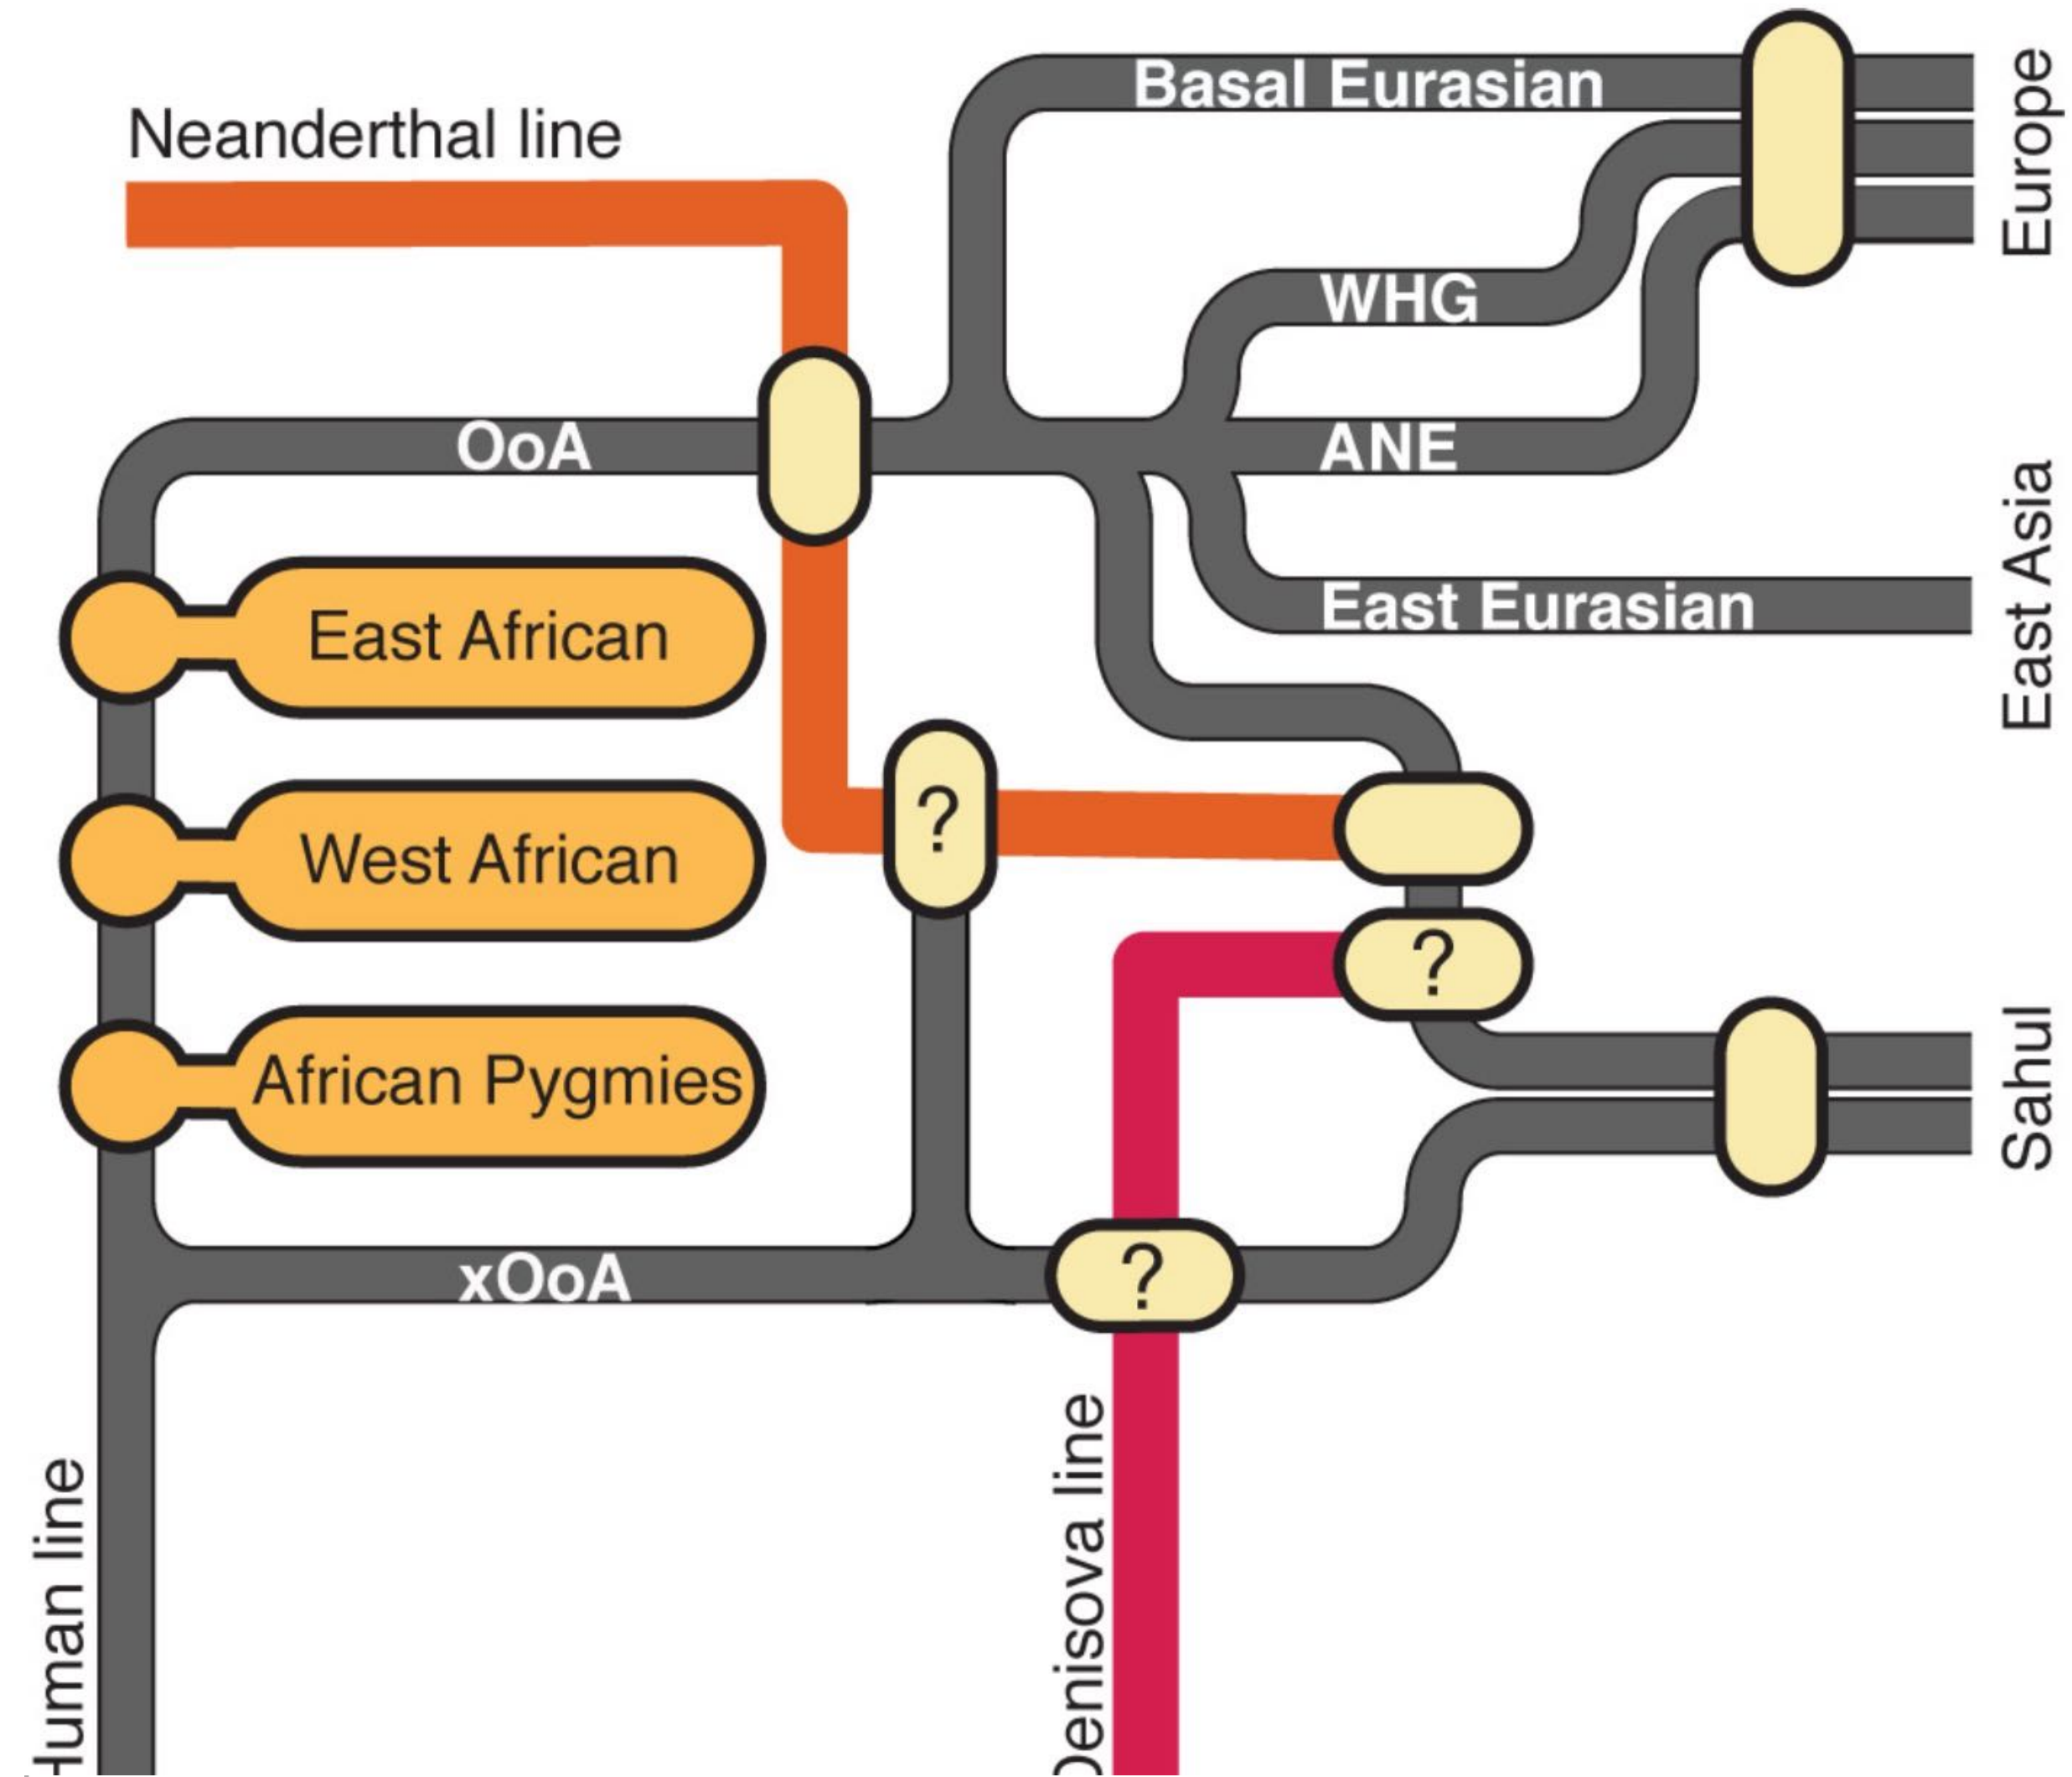 Basal Eurasian
Neanderthal line
Europe
WHG
OoA
ANE
East Asia
East Eurasian
East African
?
West African
?
Sahul
African Pygmies
xOoA
?
Human line
Denisova line